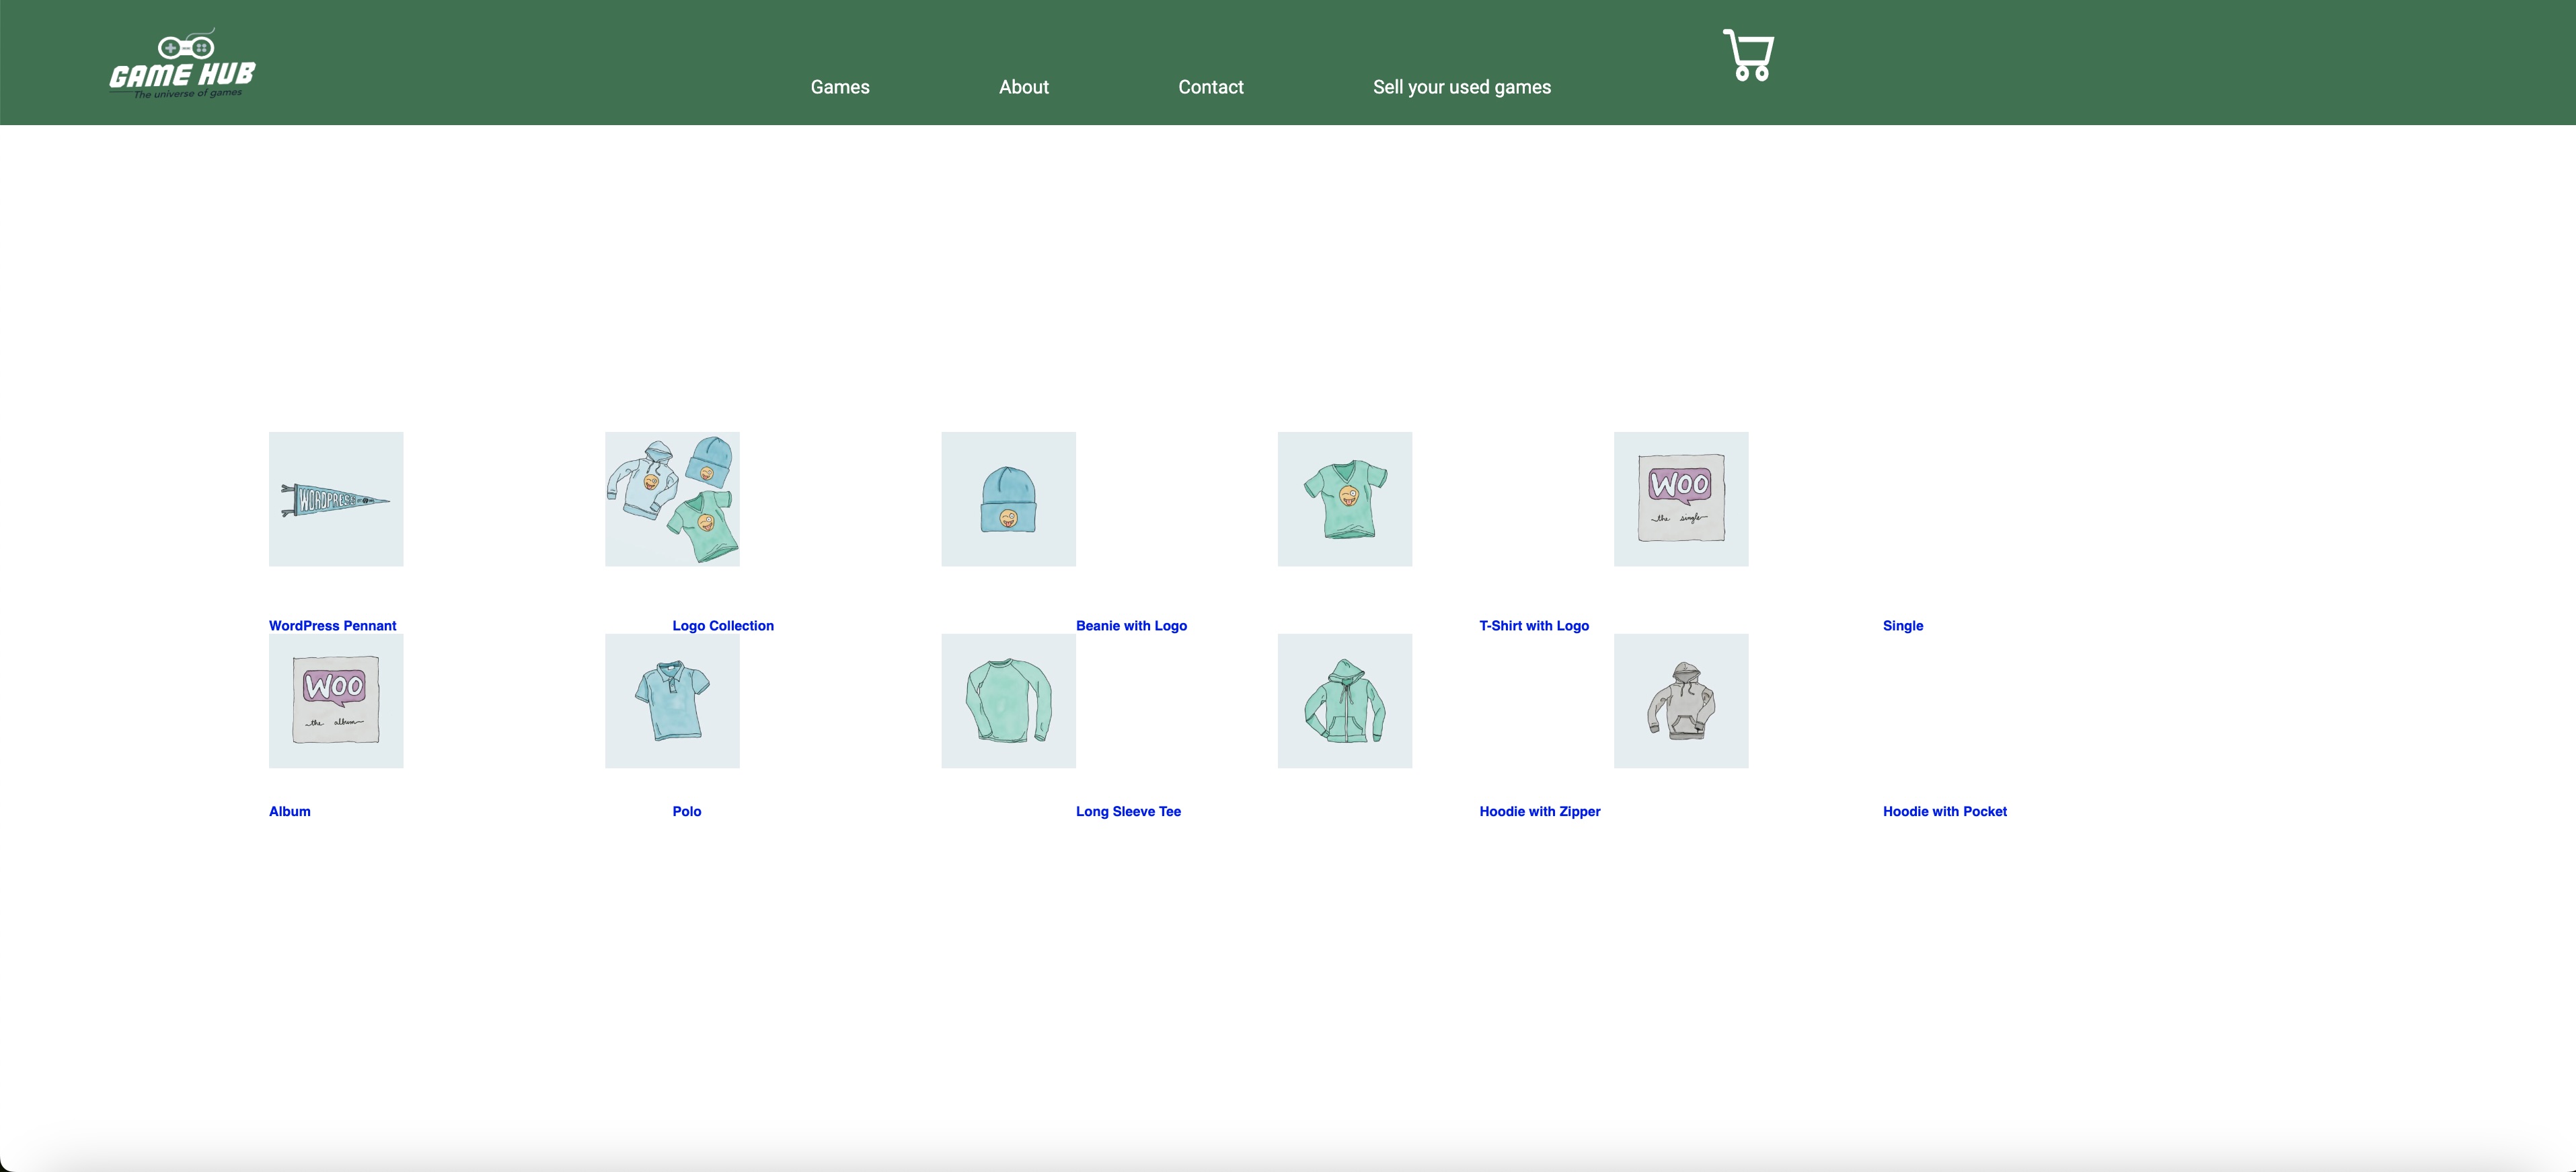 GAME HUB
The universe of games
Games About Contact Sell your used games
WORDPRESS
WOO
the single
WordPress Pennant Logo Collection Beanie with Logo T-Shirt with Logo Single
WOO
the album
Album Polo Long Sleeve Tee Hoodie with Zipper Hoodie with Pocket